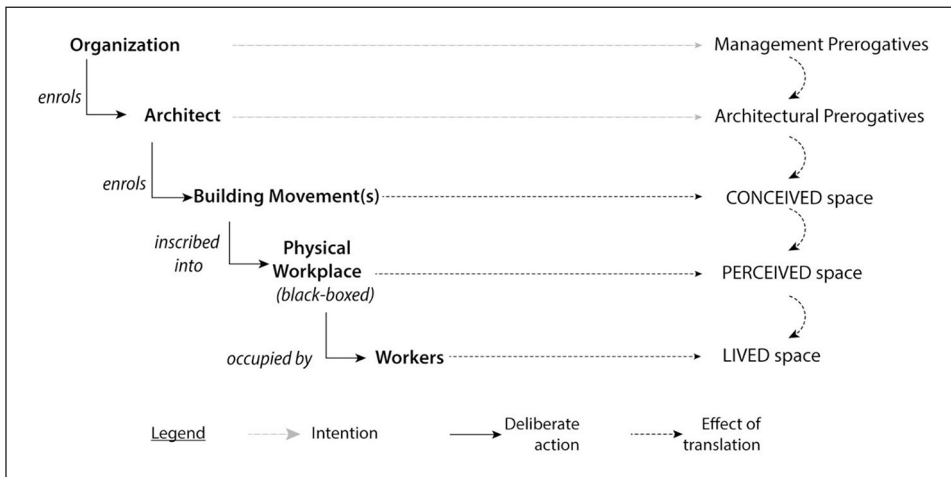 Organization
Management Prerogatives
enrols
Architect
Architectural Prerogatives
enrols
Building Movement(s)
CONCEIVED space
inscribed
into
Physical
Workplace
(black-boxed)
PERCEIVED space
occupied by
Workers
LIVED space
Legend
Intention
Deliberate
action
Effect of
translation